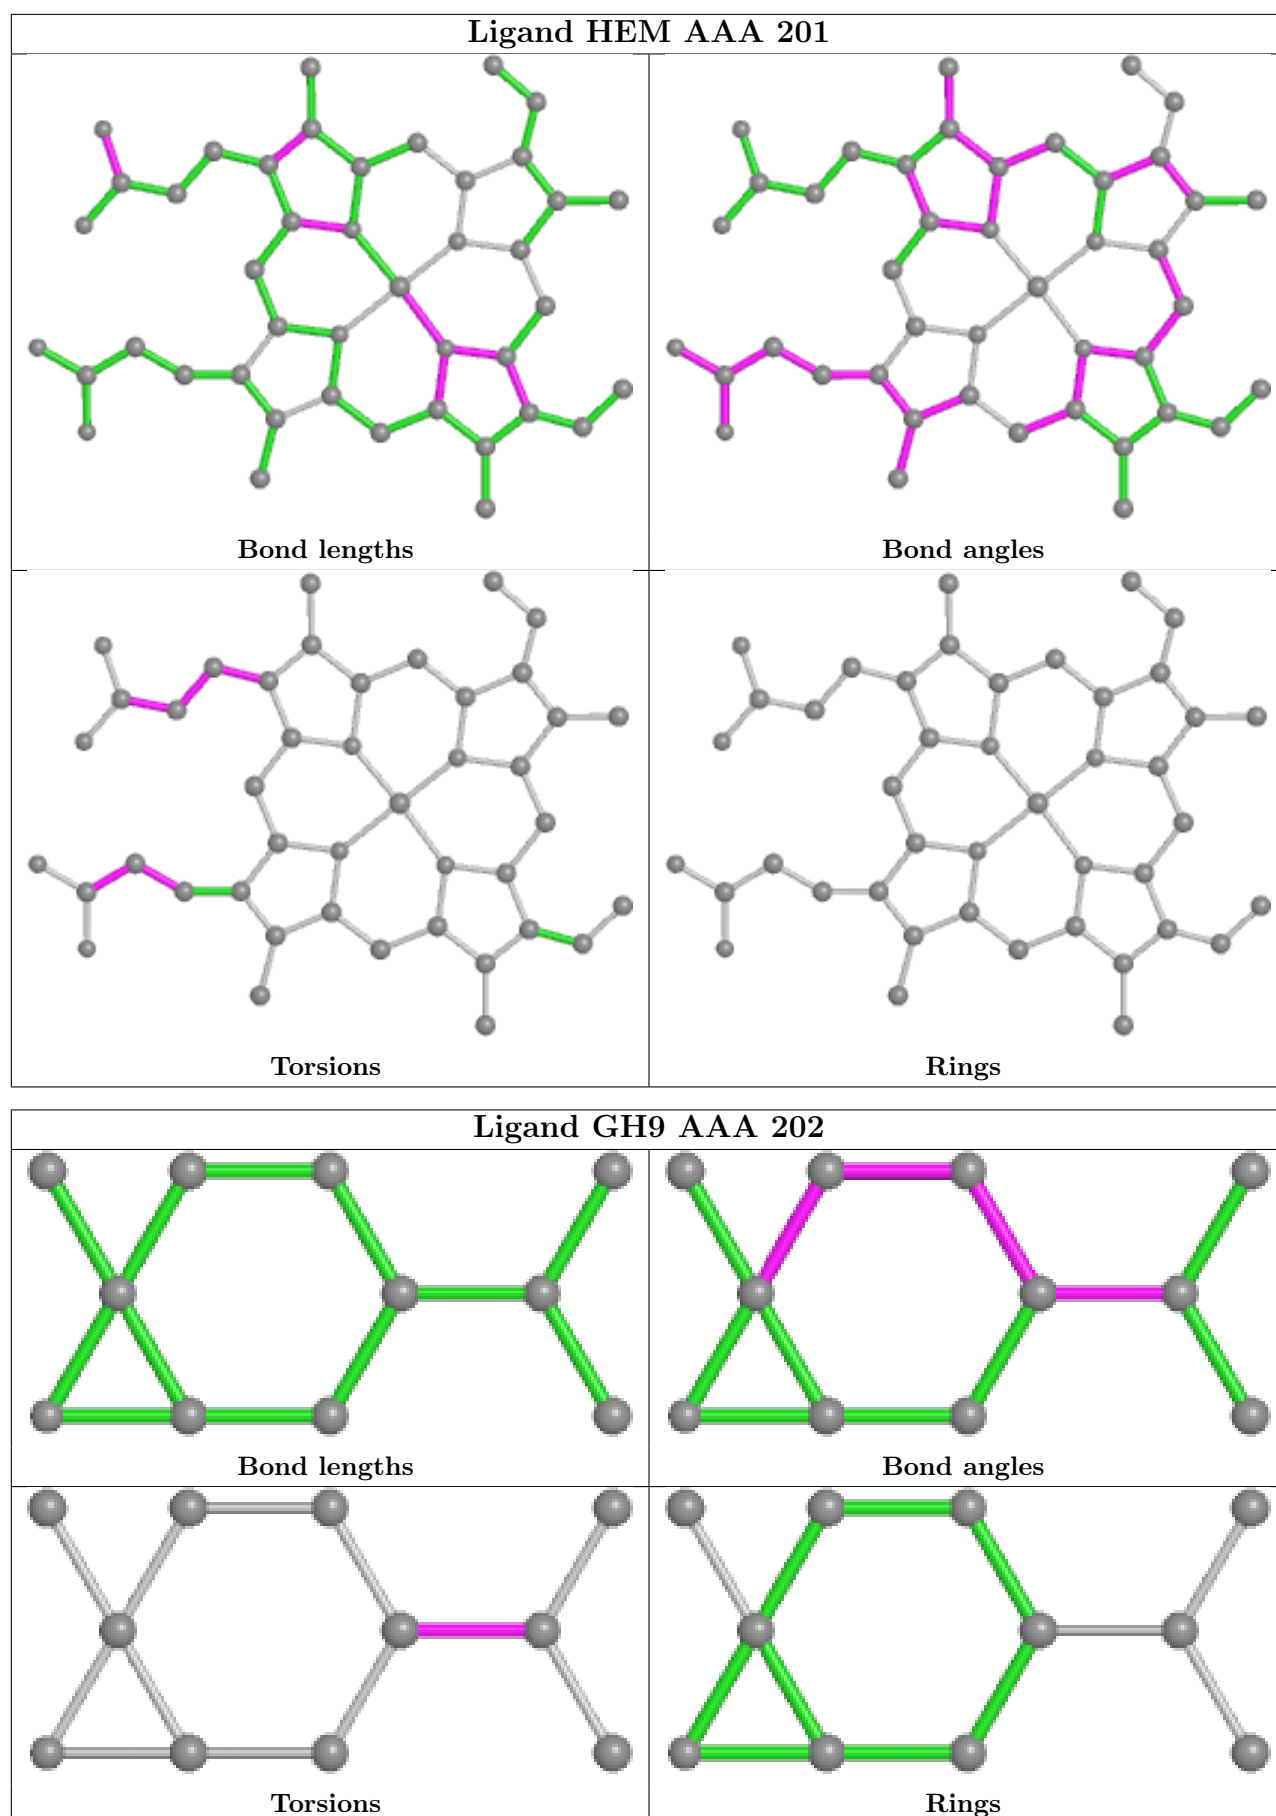 Ligand HEM AAA 201
Bond lengths
Bond angles
Torsions
Rings
Ligand GH9 AAA 202
Bond lengths
Bond angles
Torsions
Rings